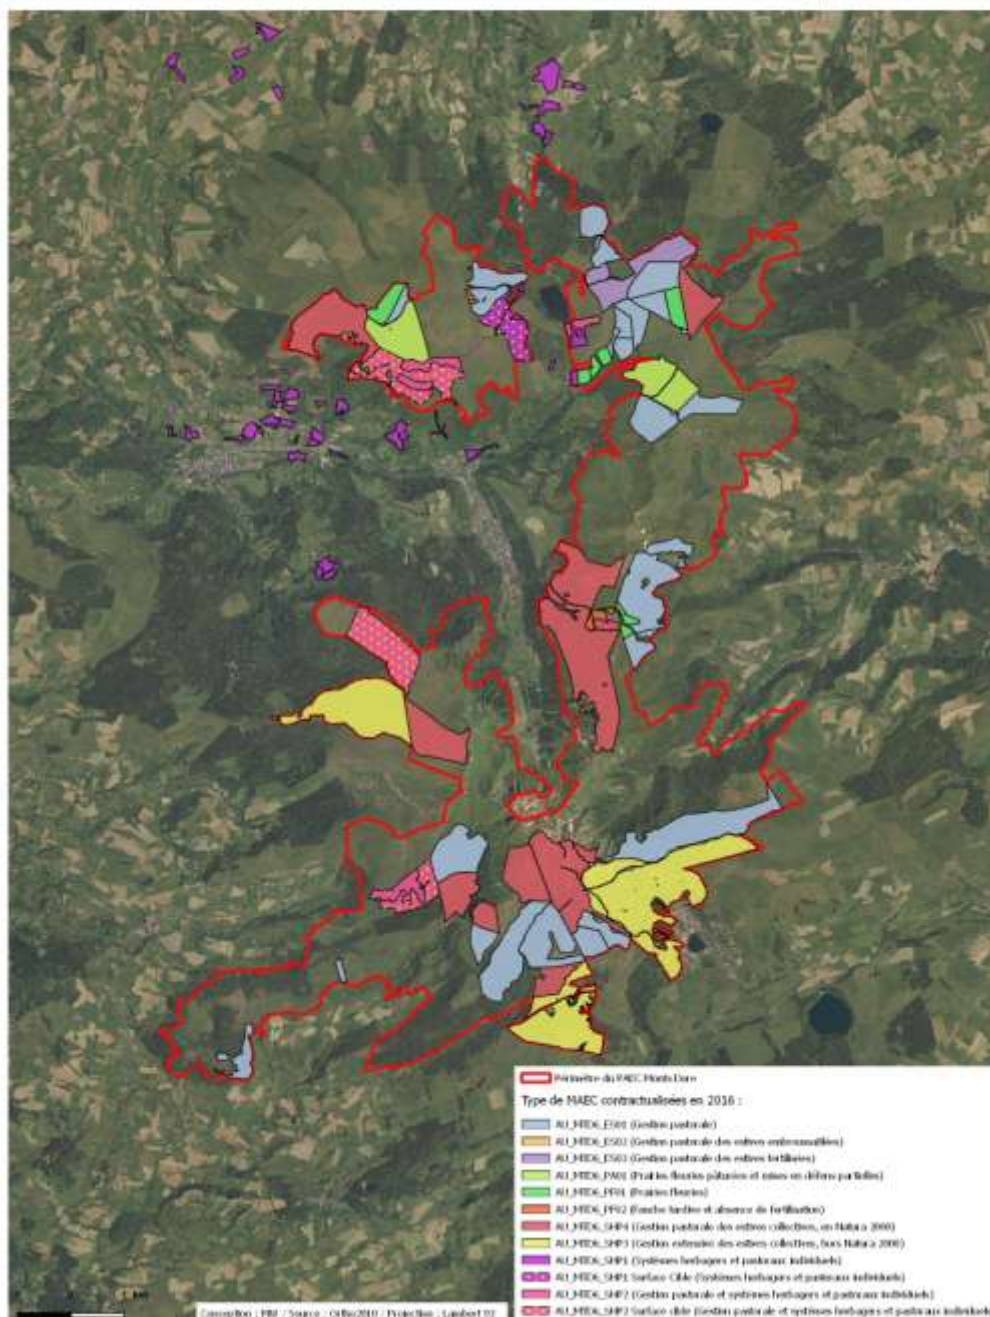 Périmètre du PAEC Monts Dore
Type de MAEC contractualisées en 2016 :
AU_MTD6_ES01 (Gestion pastorale)
AU_MTD6_ES02 (Gestion pastorale des estives embroussaillées)
AU_MTD6_ES03 (Gestion pastorale des estives fertilisées)
AU_MTD6_PA01 (Prairies fleuries pâturées et mises en défens partielles)
AU_MTD6_PF01 (Prairies fleuries)
AU_MTD6_PF02 (Fauche tardive et absence de fertilisation)
AU_MTD6_SHP4 (Gestion pastorale des estives collectives, en Natura 2000)
AU_MTD6_SHP3 (Gestion extensive des estives collectives, hors Natura 2000)
AU_MTD6_SHP1 (Systèmes herbagers et pastoraux individuels)
AU_MTD6_SHP1 Surface Cible (Systèmes herbagers et pastoraux individuels)
AU_MTD6_SHP2 (Gestion pastorale et systèmes herbagers et pastoraux individuels)
AU_MTD6_SHP2 Surface cible (Gestion pastorale et systèmes herbagers et pastoraux individuels
Conception : / Source : Ortho2010 / Projection : Lambert 93